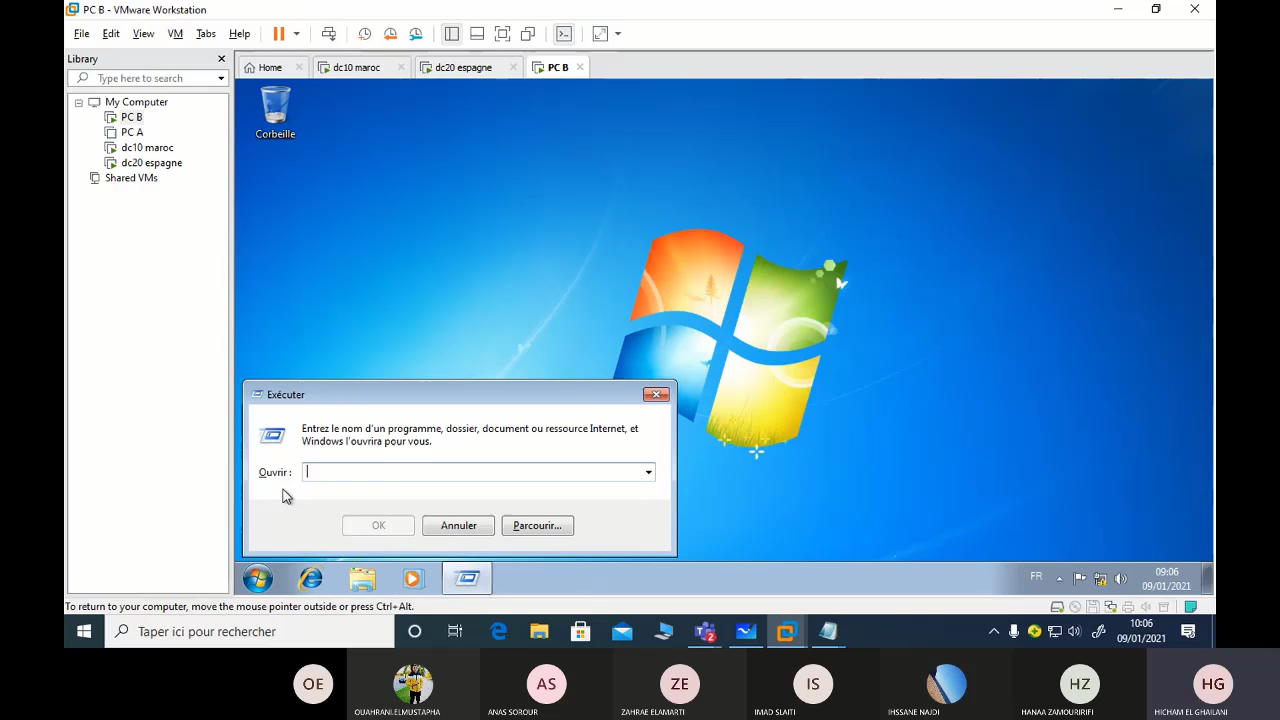 PC B - VMware Workstation
File Edit View VM Tabs Help
Library
Type here to search
My Computer
PC B
PC A
dc10 maroc
dc20 espagne
Shared VMs
Home
dc10 maroc
dc20 espagne
PC B
Corbeille
Exécuter
Entrez le nom d'un programme, dossier, document ou ressource Internet, et
Windows l'ouvrira pour vous.
Ouvrir :
OK Annuler Parcourir...
FR
09:06
09/01/2021
To return to your computer, move the mouse pointer outside or press Ctrl+Alt.
Taper ici pour rechercher
10:06
09/01/2021
OE
AS
ZE
IS
HZ
HG
OUAHRANI.ELMUSTAPHA
ANAS SOROUR
ZAHRAE ELAMARTI
IMAD SLAITI
IHSSANE NAJDI
HANAA ZAMOURIRIFI
HICHAM EL GHAILANI